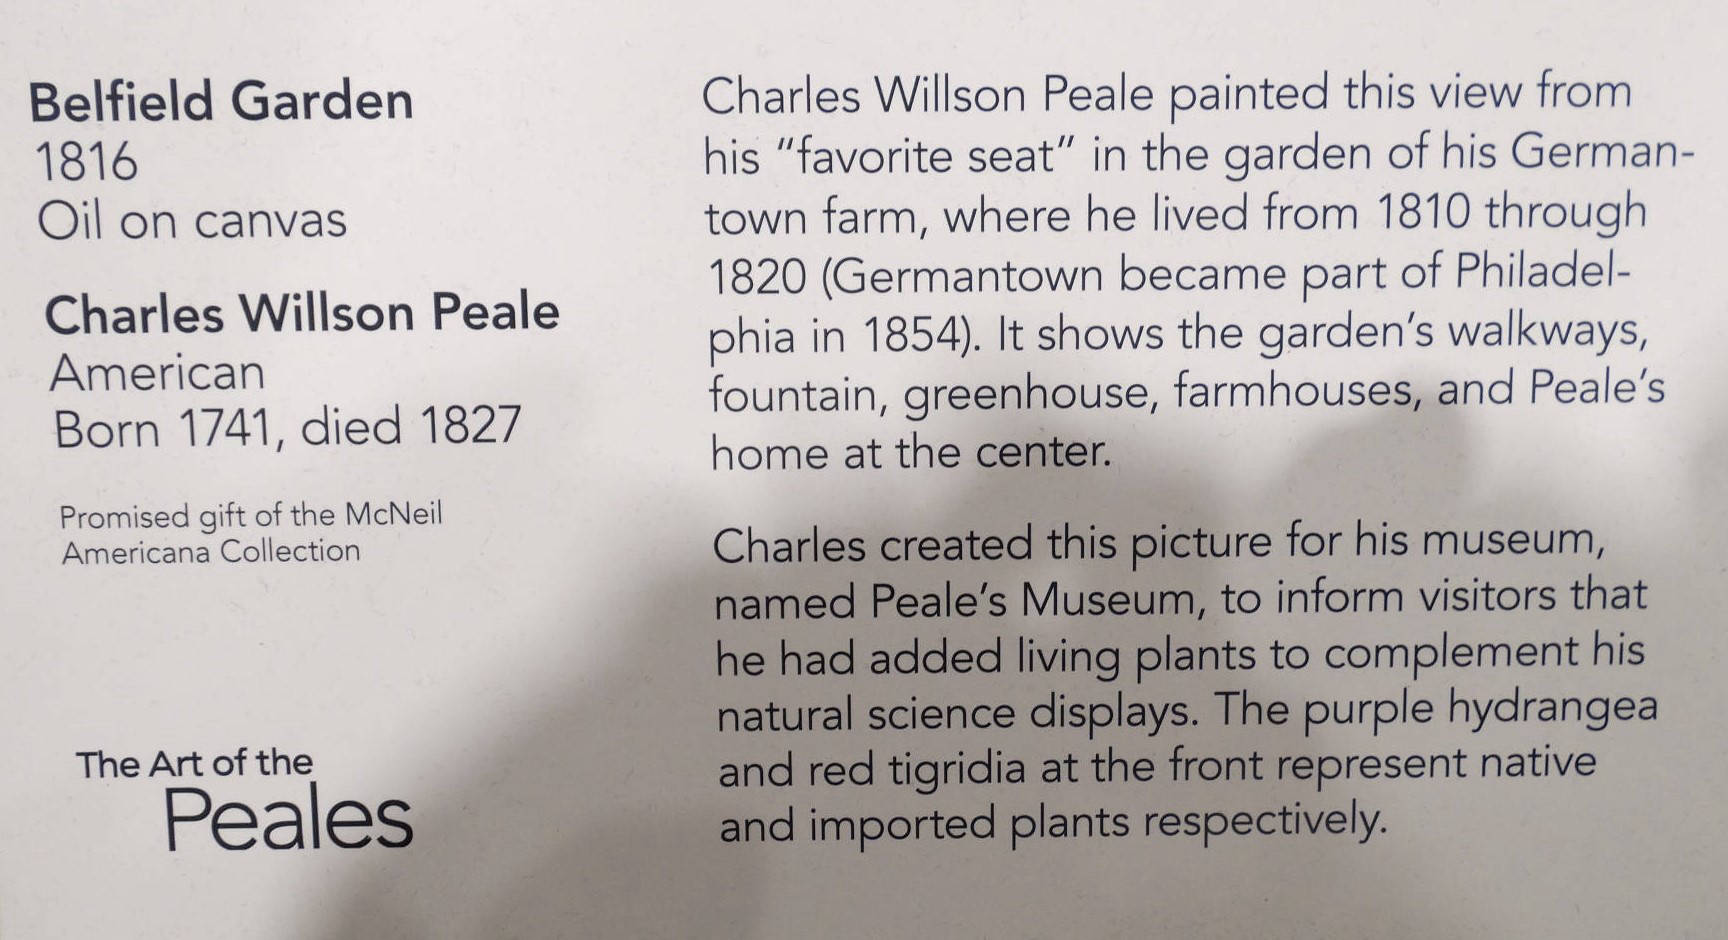 Belfield Garden
1816
Oil on canvas
Charles Willson Peale
American
Born 1741, died 1827
Promised gift of the McNeil
Americana Collection
The Art of the
Peales
Charles Willson Peale painted this view from
his “favorite seat” in the garden of his German-
town farm, where he lived from 1810 through
1820 (Germantown became part of Philadel-
phia in 1854). It shows the garden’s walkways,
fountain, greenhouse, farmhouses, and Peale’s
home at the center.
Charles created this picture for his museum,
named Peale’s Museum, to inform visitors that
he had added living plants to complement his
natural science displays. The purple hydrangea
and red tigridia at the front represent native
and imported plants respectively.